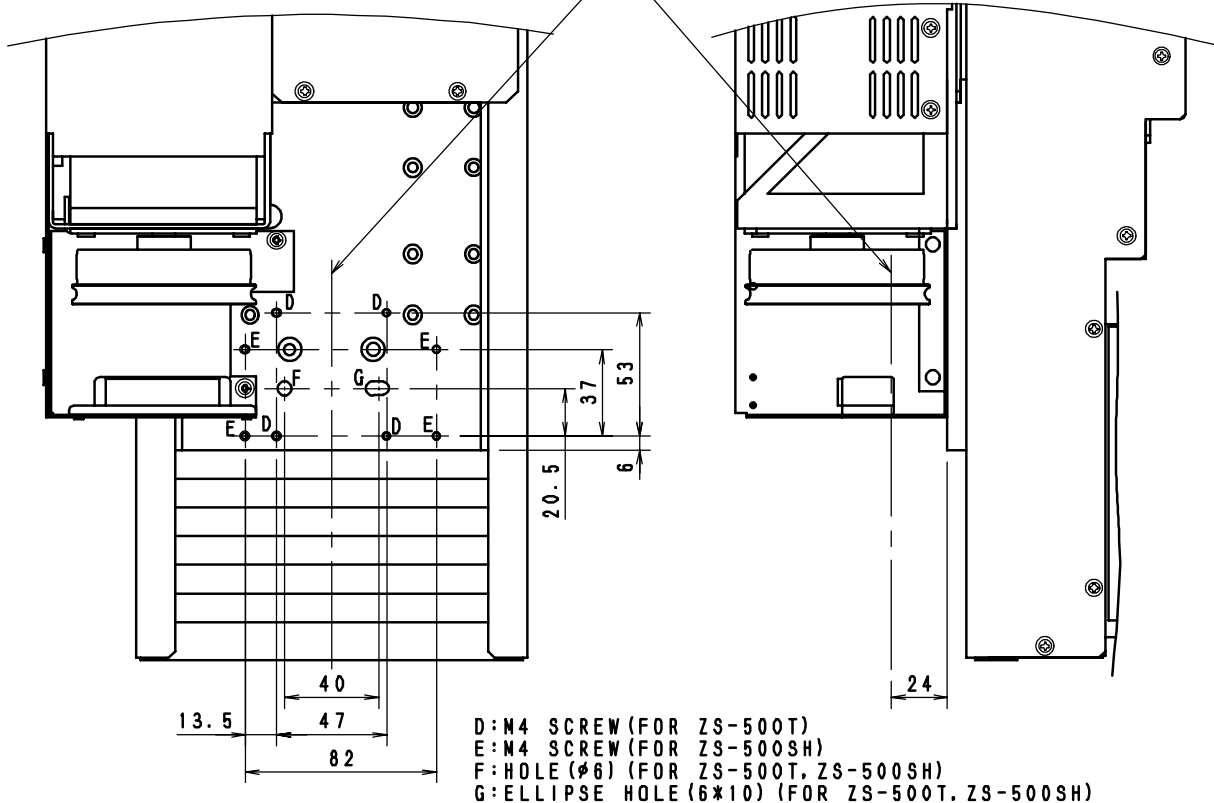 D
D
E
E
F
G
E
D
D
E
53
37
20.5
6
40
24
13.5
47
82
D:M4 SCREW(FOR ZS-500T)
E:M4 SCREW(FOR ZS-500SH)
F:HOLE(φ6)(FOR ZS-500T,ZS-500SH)
G:ELLIPSE HOLE(6*10)(FOR ZS-500T,ZS-500SH)